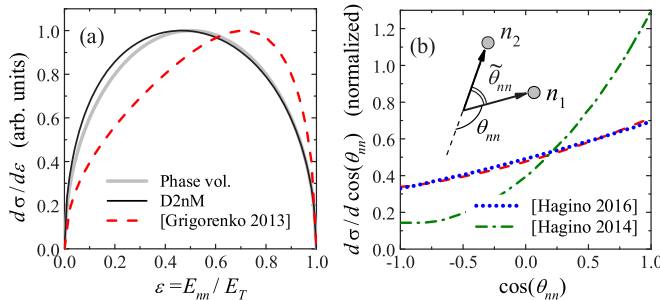 (a)
dσ/dε (arb. units)
1.0
0.8
0.6
0.4
0.2
0.0
Phase vol.
D2nM
[Grigorenko 2013]
0.0 0.2 0.4 0.6 0.8 1.0
ε = E_nn / E_T
(b)
dσ/d cos(θ_nn) (normalized)
1.2
1.0
0.8
0.6
0.4
0.2
0.0
n_2
θ̃_nn
n_1
θ_nn
[Hagino 2016]
[Hagino 2014]
-1.0 -0.5 0.0 0.5 1.0
cos(θ_nn)